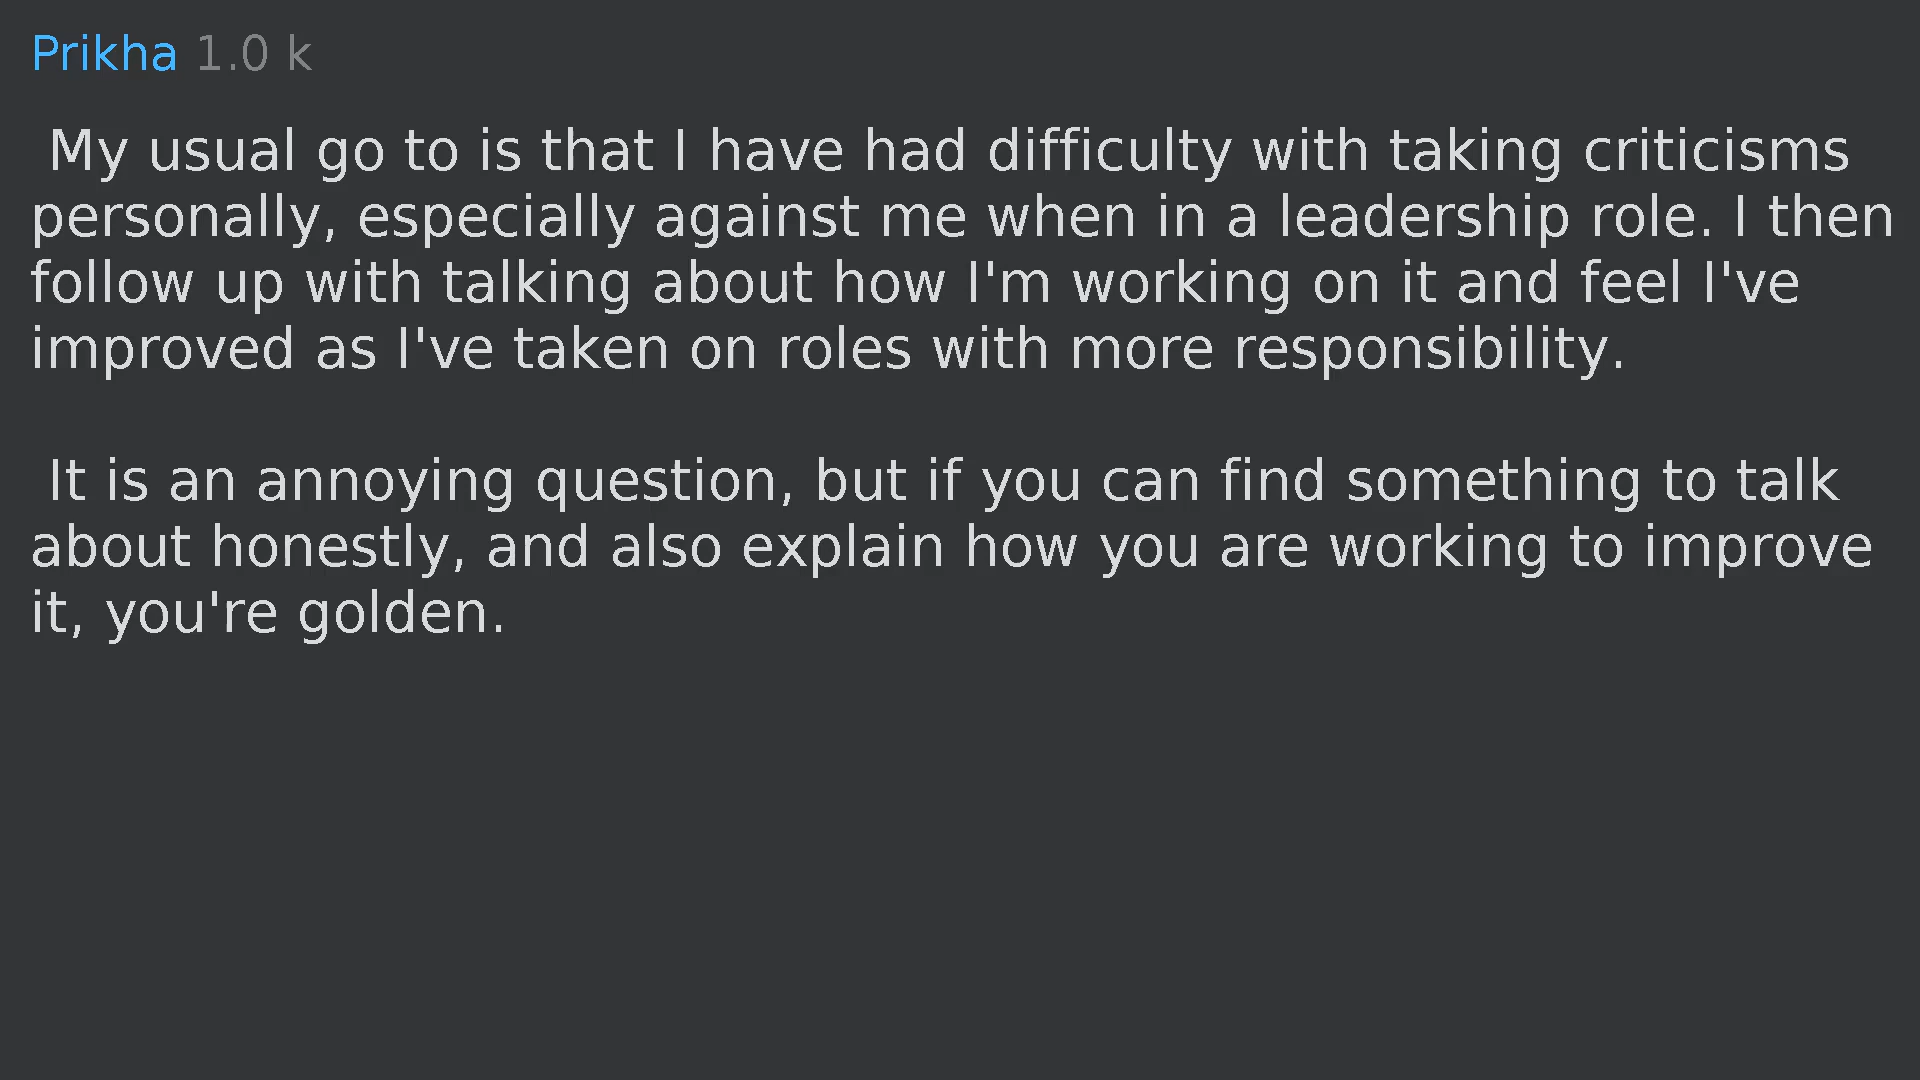 Prikha 1.0 k
My usual go to is that I have had difficulty with taking criticisms
personally, especially against me when in a leadership role. I then
follow up with talking about how I'm working on it and feel I've
improved as I've taken on roles with more responsibility.
It is an annoying question, but if you can find something to talk
about honestly, and also explain how you are working to improve
it, you're golden.